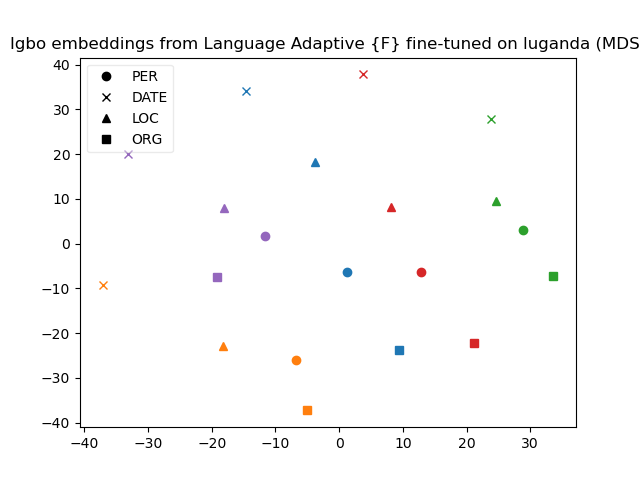 Igbo embeddings from Language Adaptive {F} fine-tuned on luganda (MDS
40
30
20
10
0
−10
−20
−30
−40
PER
DATE
LOC
ORG
−40 −30 −20 −10 0 10 20 30